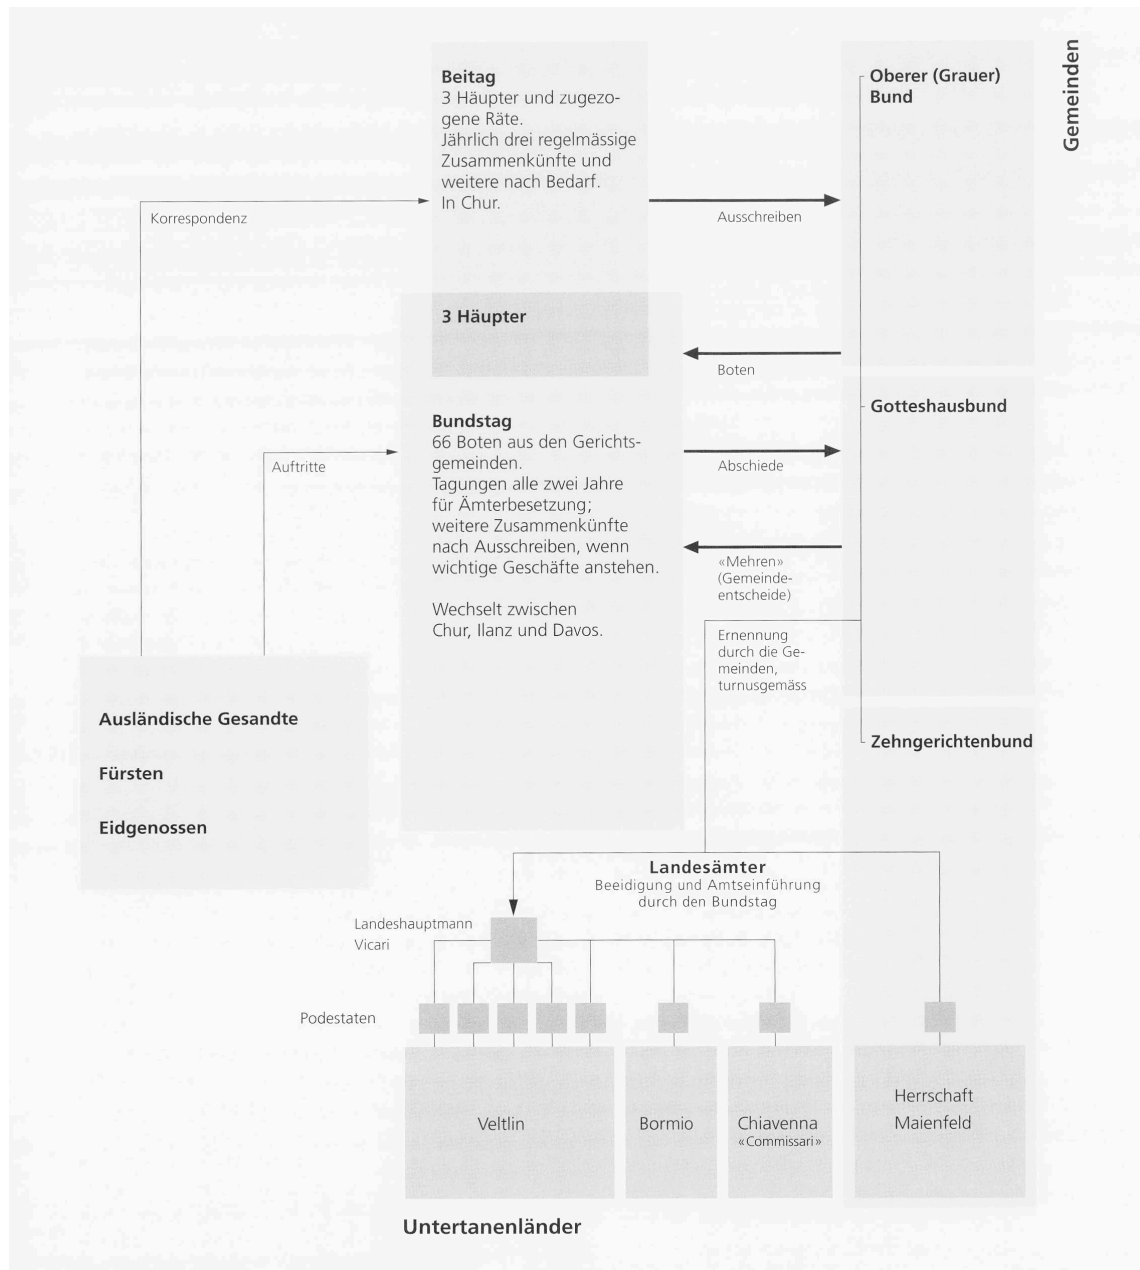 Gemeinden
Beitag
3 Häupter und zugezo-
gene Räte.
Jährlich drei regelmässige
Zusammenkünfte und
weitere nach Bedarf.
In Chur.
Oberer (Grauer)
Bund
Korrespondenz
Ausschreiben
3 Häupter
Boten
Gotteshausbund
Bundstag
66 Boten aus den Gerichts-
gemeinden.
Tagungen alle zwei Jahre
für Ämterbesetzung;
weitere Zusammenkünfte
nach Ausschreiben, wenn
wichtige Geschäfte anstehen.
Wechselt zwischen
Chur, Ilanz und Davos.
Auftritte
Abschiede
«Mehren»
(Gemeinde-
entscheide)
Ernennung
durch die Ge-
meinden,
turnusgemäss
Ausländische Gesandte
Fürsten
Eidgenossen
Zehngerichtenbund
Landesämter
Beeidigung und Amtseinführung
durch den Bundstag
Landeshauptmann
Vicari
Podestaten
Veltlin
Bormio
Chiavenna
«Commissari»
Herrschaft
Maienfeld
Untertanenländer